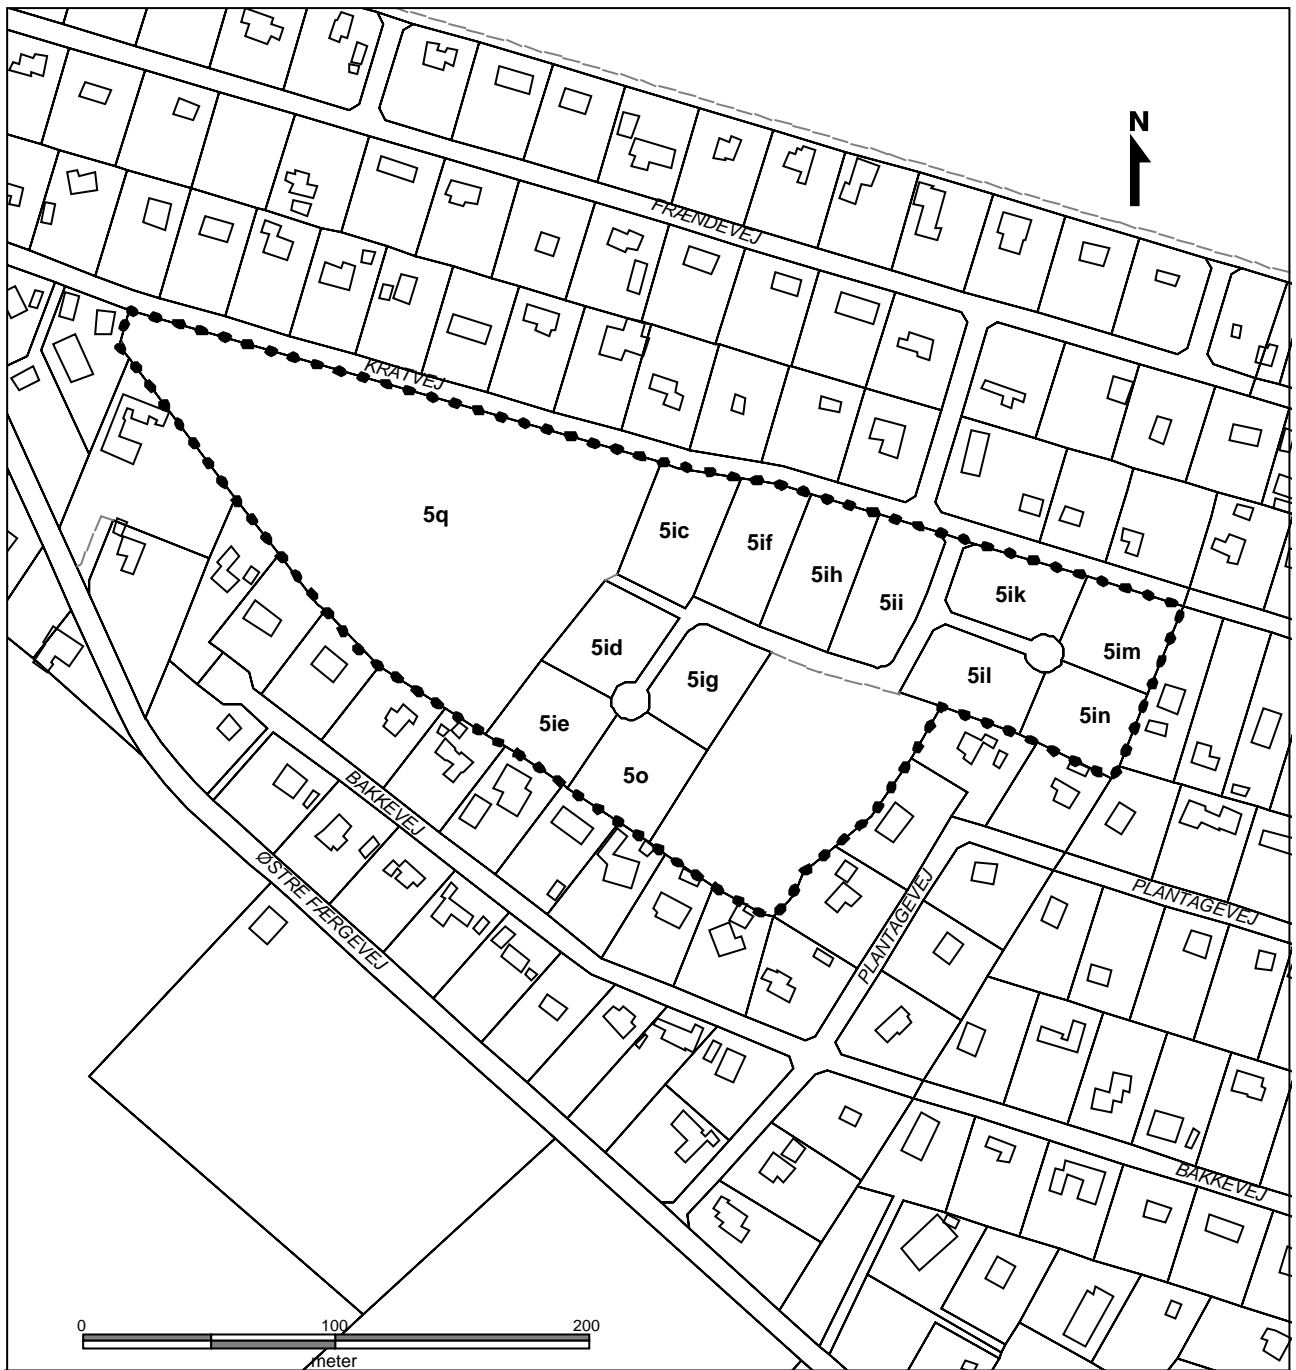 N
FRÆNDEVEJ
KRATVEJ
5q
5ic
5if
5ih
5ii
5ik
5im
5id
5ig
5il
5in
5ie
5o
BAKKEVEJ
ØSTRE FÆRGEVEJ
PLANTAGEVEJ
PLANTAGEVEJ
BAKKEVEJ
0 100 200
meter